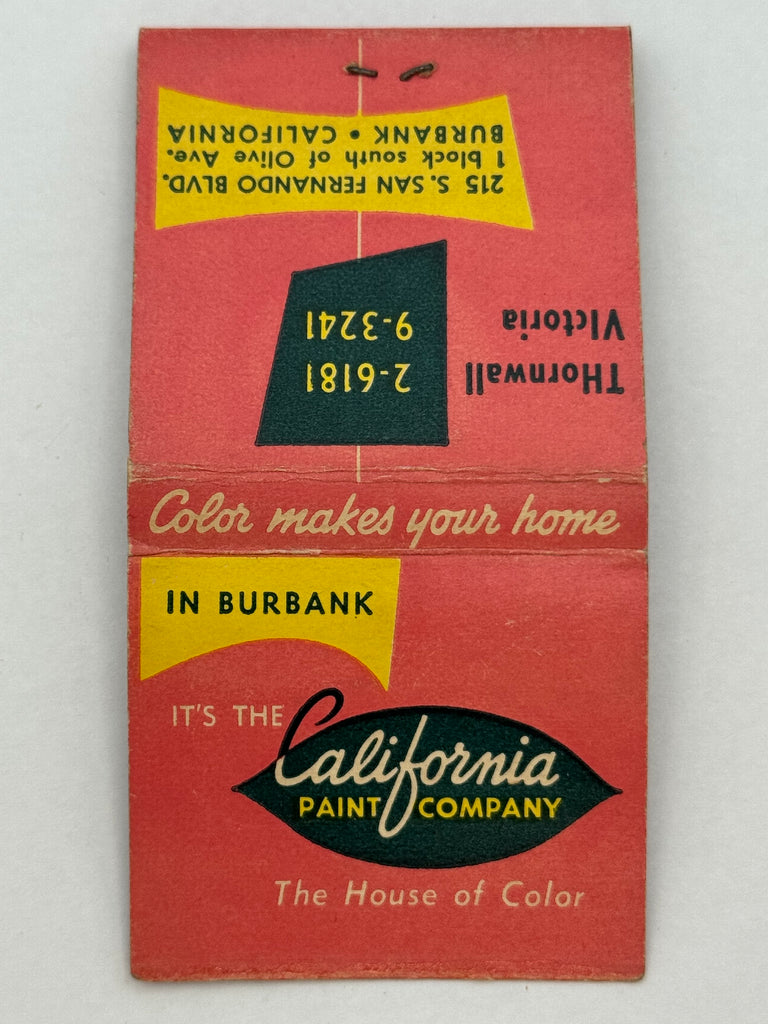 215 S. SAN FERNANDO BLVD.
1 block south of Olive Ave.
BURBANK • CALIFORNIA
THornwall 2-6181
VIctoria 9-3241
Color makes your home
IN BURBANK
IT'S THE
California
PAINT COMPANY
The House of Color